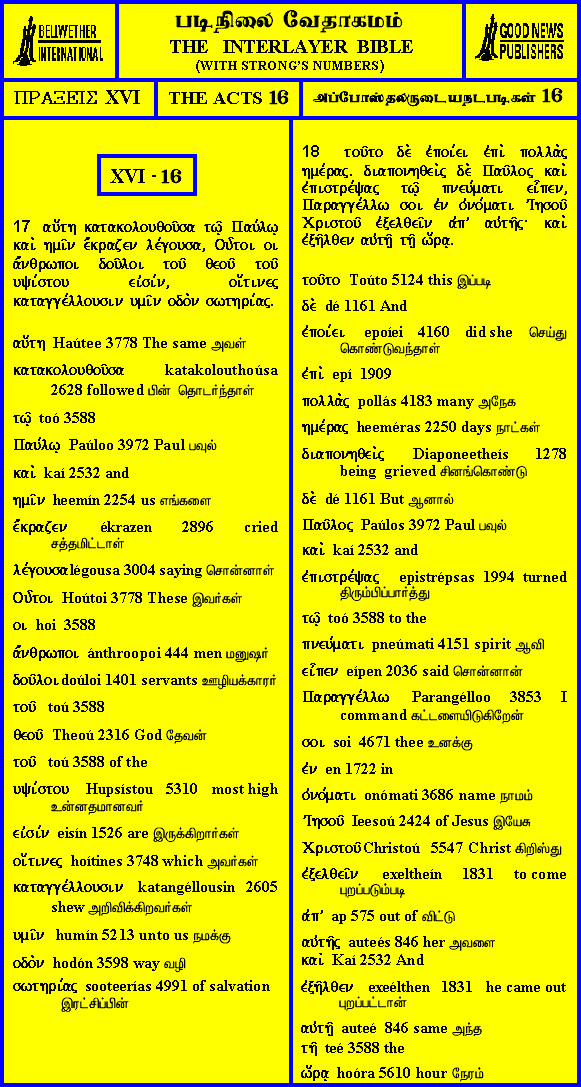 BELLWETHER
INTERNATIONAL
படிநிலை வேதாகமம்
THE INTERLAYER BIBLE
(WITH STRONG'S NUMBERS)
GOOD NEWS
PUBLISHERS
ΠΡΑΞΕΙΣ XVI
THE ACTS 16
அப்போஸ்தலருடையநடபடிகள் 16
XVI - 16
17 αὕτη κατακολουθοῦσα τῷ Παύλῳ
καὶ ημῖν ἔκραζεν λέγουσα, Οὗτοι οι
ἄνθρωποι δοῦλοι τοῦ θεοῦ τοῦ
υψίστου εἰσίν, οἵτινες
καταγγέλλουσιν υμῖν οδὸν σωτηρίας.
αὕτη Haútee 3778 The same அவள்
κατακολουθοῦσα katakolouthoúsa
2628 followed பின் தொடர்ந்தாள்
τῷ toó 3588
Παύλῳ Paúloo 3972 Paul பவுல்
καὶ kaí 2532 and
ημῖν heemín 2254 us எங்களை
ἔκραζεν ékrazen 2896 cried
சத்தமிட்டாள்
λέγουσα légousa 3004 saying சொன்னாள்
Οὗτοι Hoútoi 3778 These இவர்கள்
οι hoi 3588
ἄνθρωποι ánthroopoi 444 men மனுஷர்
δοῦλοι doúloi 1401 servants ஊழியக்காரர்
τοῦ toú 3588
θεοῦ Theoú 2316 God தேவன்
τοῦ toú 3588 of the
υψίστου Hupsístou 5310 most high
உன்னதமானவர்
εἰσίν eisín 1526 are இருக்கிறார்கள்
οἵτινες hoítines 3748 which அவர்கள்
καταγγέλλουσιν katangéllousin 2605
shew அறிவிக்கிறவர்கள்
υμῖν humín 5213 unto us நமக்கு
οδὸν hodón 3598 way வழி
σωτηρίας sooteerías 4991 of salvation
இரட்சிப்பின்
18 τοῦτο δὲ ἐποίει ἐπὶ πολλὰς
ημέρας. διαπονηθεὶς δὲ Παῦλος καὶ
ἐπιστρέψας τῷ πνεύματι εἶπεν,
Παραγγέλλω σοι ἐν ὀνόματι Ἰησοῦ
Χριστοῦ ἐξελθεῖν ἀπ' αὐτῆς· καὶ
ἐξῆλθεν αὐτῇ τῇ ὥρᾳ.
τοῦτο Toúto 5124 this இப்படி
δὲ dé 1161 And
ἐποίει epoíei 4160 did she செய்து
கொண்டுவந்தாள்
ἐπὶ epí 1909
πολλὰς pollás 4183 many அநேக
ημέρας heeméras 2250 days நாட்கள்
διαπονηθεὶς Diaponeetheís 1278
being grieved சினங்கொண்டு
δὲ dé 1161 But ஆனால்
Παῦλος Paúlos 3972 Paul பவுல்
καὶ kaí 2532 and
ἐπιστρέψας epistrépsas 1994 turned
திரும்பிப்பார்த்து
τῷ toó 3588 to the
πνεύματι pneúmati 4151 spirit ஆவி
εἶπεν eípen 2036 said சொன்னான்
Παραγγέλλω Parangélloo 3853 I
command கட்டளையிடுகிறேன்
σοι soi 4671 thee உனக்கு
ἐν en 1722 in
ὀνόματι onómati 3686 name நாமம்
Ἰησοῦ Ieesoú 2424 of Jesus இயேசு
Χριστοῦ Christoú 5547 Christ கிறிஸ்து
ἐξελθεῖν exeltheín 1831 to come
புறப்படும்படி
ἀπ' ap 575 out of விட்டு
αὐτῆς auteés 846 her அவளை
καὶ Kaí 2532 And
ἐξῆλθεν exeélthen 1831 he came out
புறப்பட்டான்
αὐτῇ auteé 846 same அந்த
τῇ teé 3588 the
ὥρᾳ hoóra 5610 hour நேரம்